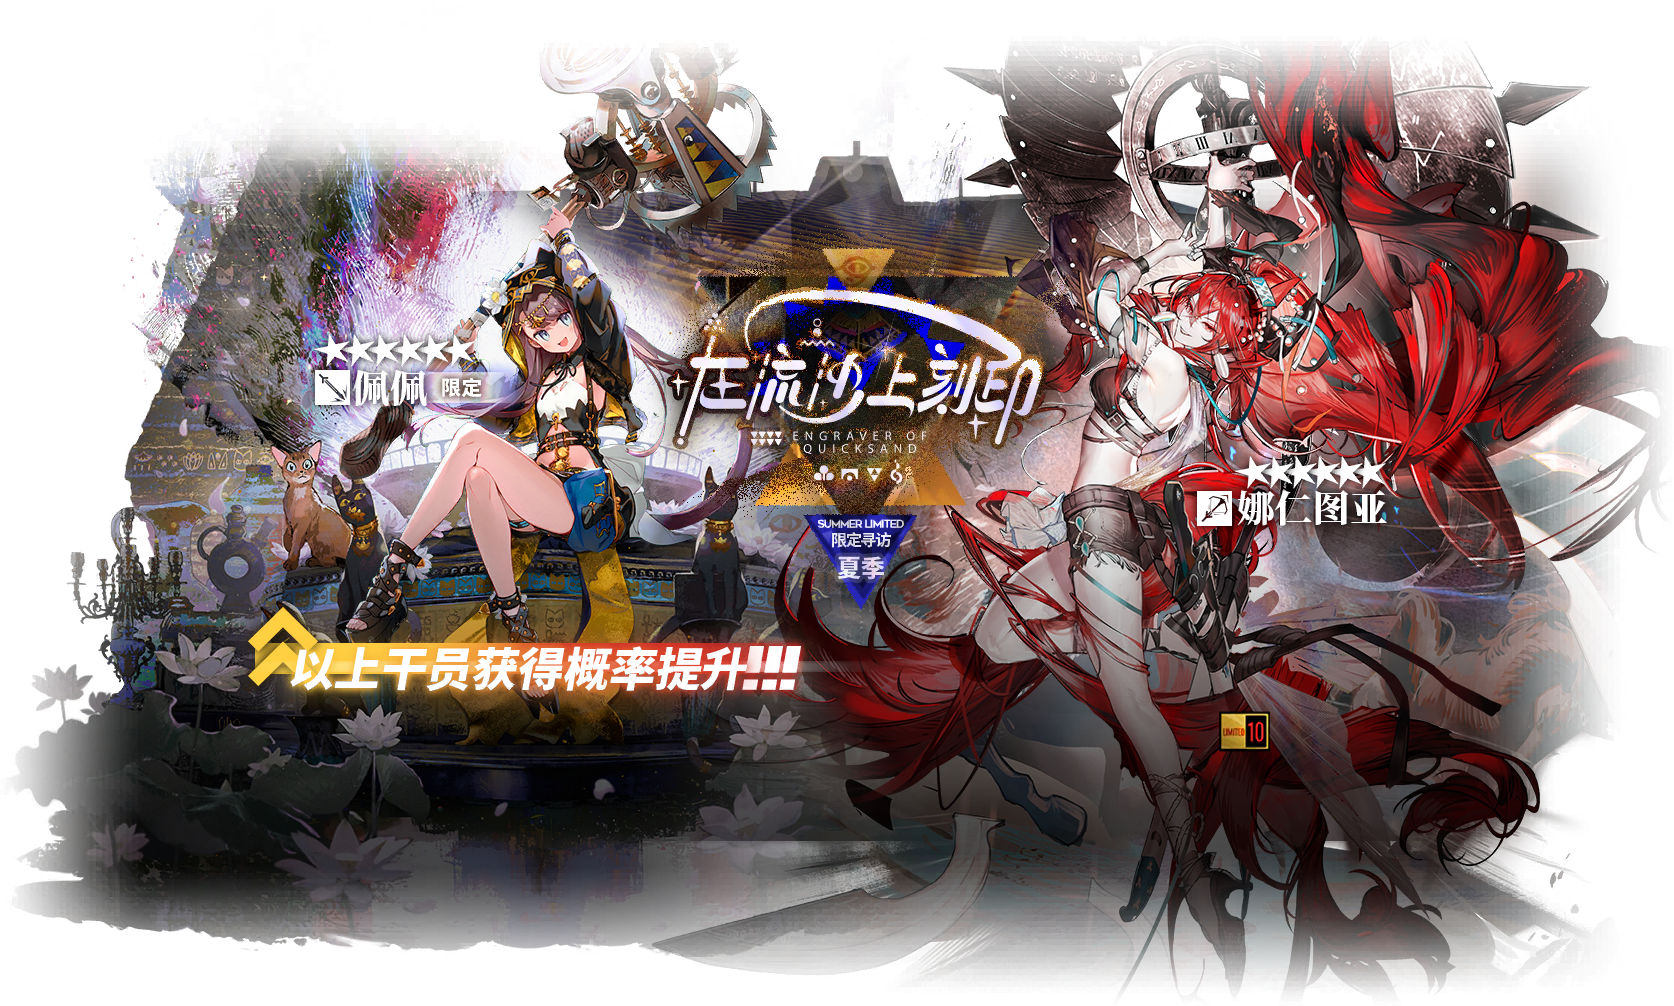 佩佩 限定
在流沙上刻印
ENGRAVER OF
QUICKSAND
娜仁图亚
SUMMER LIMITED
限定寻访
夏季
以上干员获得概率提升!!!
LIMITED 10